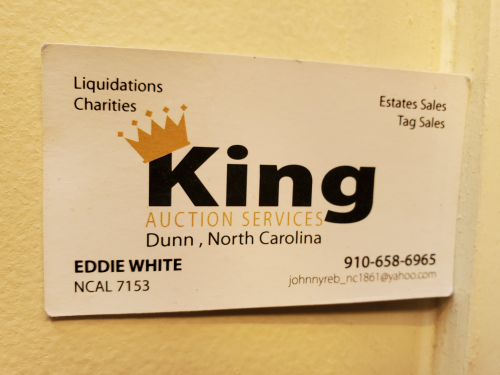 Liquidations
Charities
Estates Sales
Tag Sales
King
AUCTION SERVICES
Dunn , North Carolina
EDDIE WHITE
NCAL 7153
910-658-6965
johnnyreb_nc1861@yahoo.com